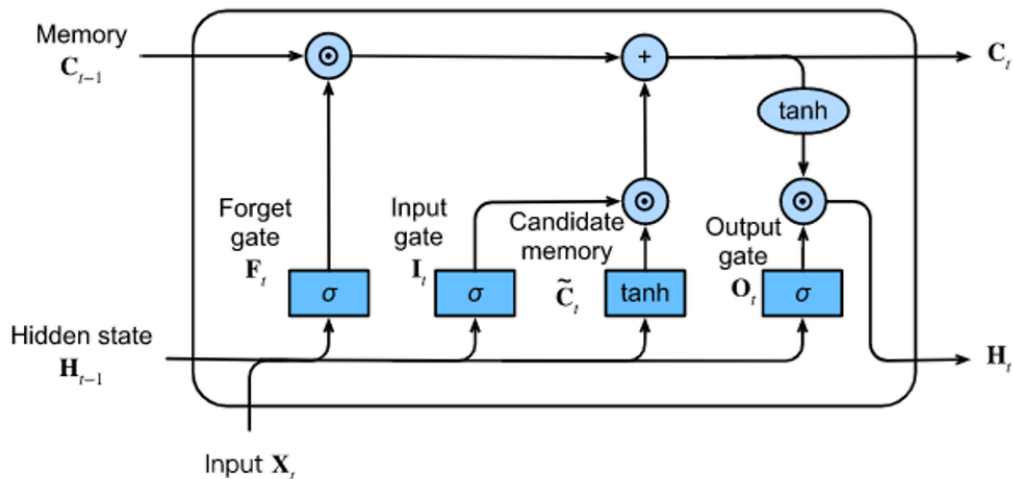 Memory
C_{t−1}
⊙
+
C_t
tanh
Forget
gate
F_t
Input
gate
I_t
Candidate
memory
C̃_t
⊙
Output
gate
O_t
⊙
σ
σ
tanh
σ
Hidden state
H_{t−1}
H_t
Input X_t